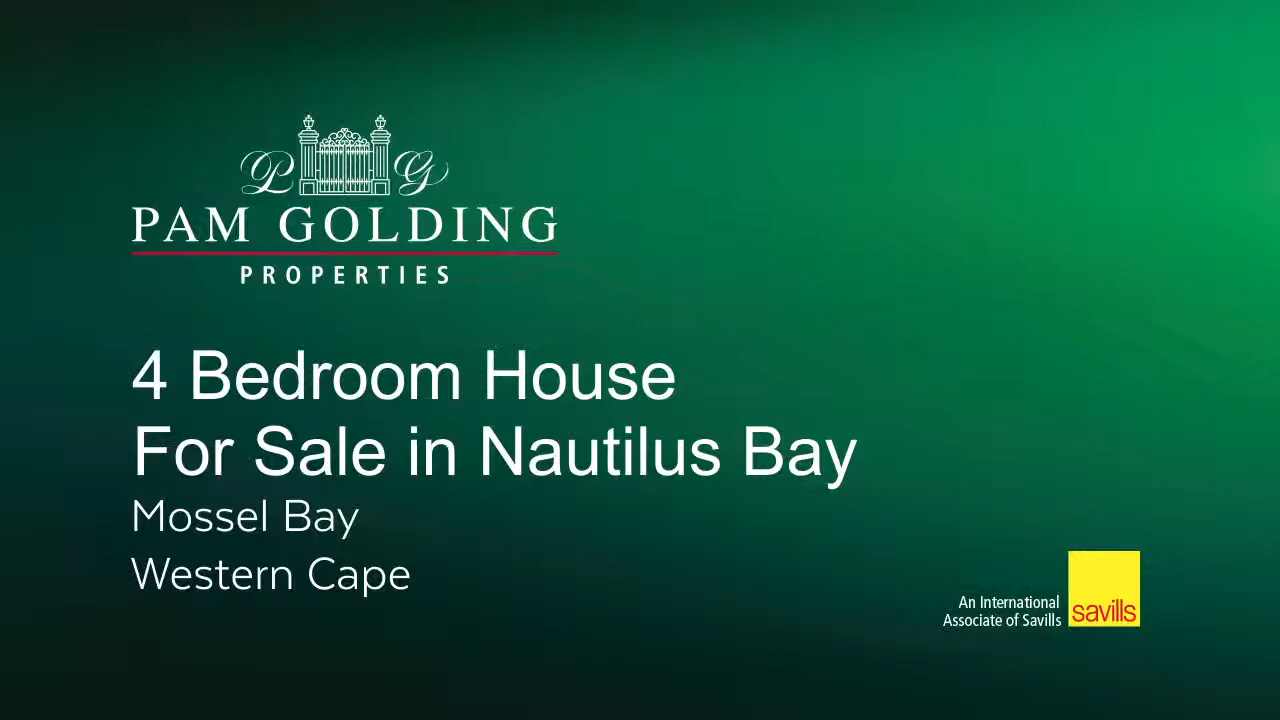 P G
PAM GOLDING
PROPERTIES
4 Bedroom House
For Sale in Nautilus Bay
Mossel Bay
Western Cape
An International
Associate of Savills
savills